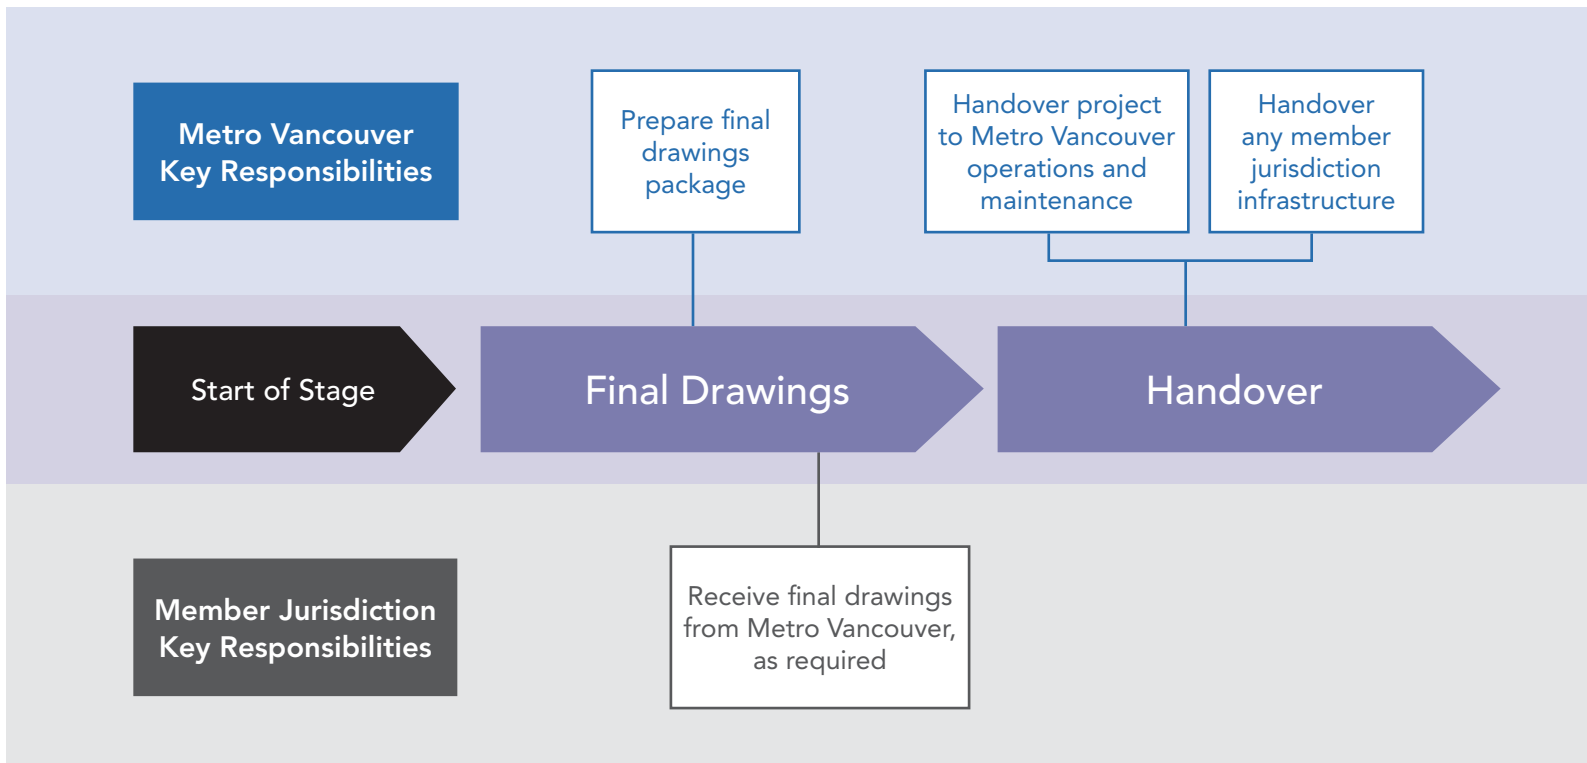 Metro Vancouver
Key Responsibilities
Prepare final
drawings
package
Handover project
to Metro Vancouver
operations and
maintenance
Handover
any member
jurisdiction
infrastructure
Start of Stage
Final Drawings
Handover
Member Jurisdiction
Key Responsibilities
Receive final drawings
from Metro Vancouver,
as required